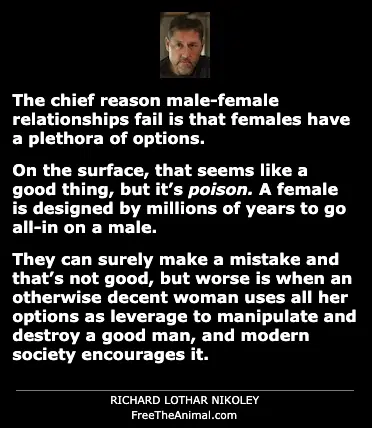 The chief reason male-female
relationships fail is that females have
a plethora of options.
On the surface, that seems like a
good thing, but it's poison. A female
is designed by millions of years to go
all-in on a male.
They can surely make a mistake and
that's not good, but worse is when an
otherwise decent woman uses all her
options as leverage to manipulate and
destroy a good man, and modern
society encourages it.
RICHARD LOTHAR NIKOLEY
FreeTheAnimal.com